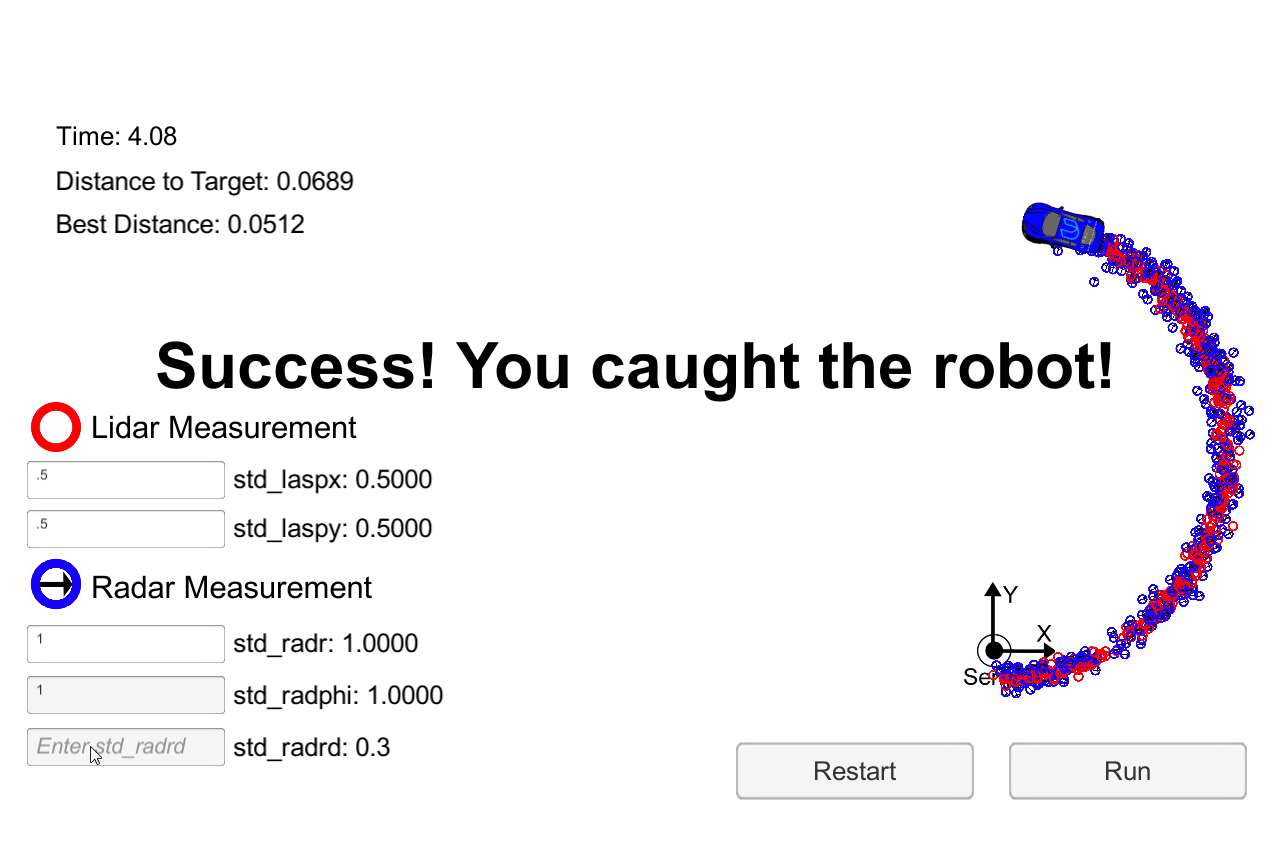 Time: 4.08
Distance to Target: 0.0689
Best Distance: 0.0512
Success! You caught the robot!
Lidar Measurement
.5
std_laspx: 0.5000
.5
std_laspy: 0.5000
Radar Measurement
1
std_radr: 1.0000
1
std_radphi: 1.0000
Enter std_radrd
std_radrd: 0.3
Y
X
Restart
Run